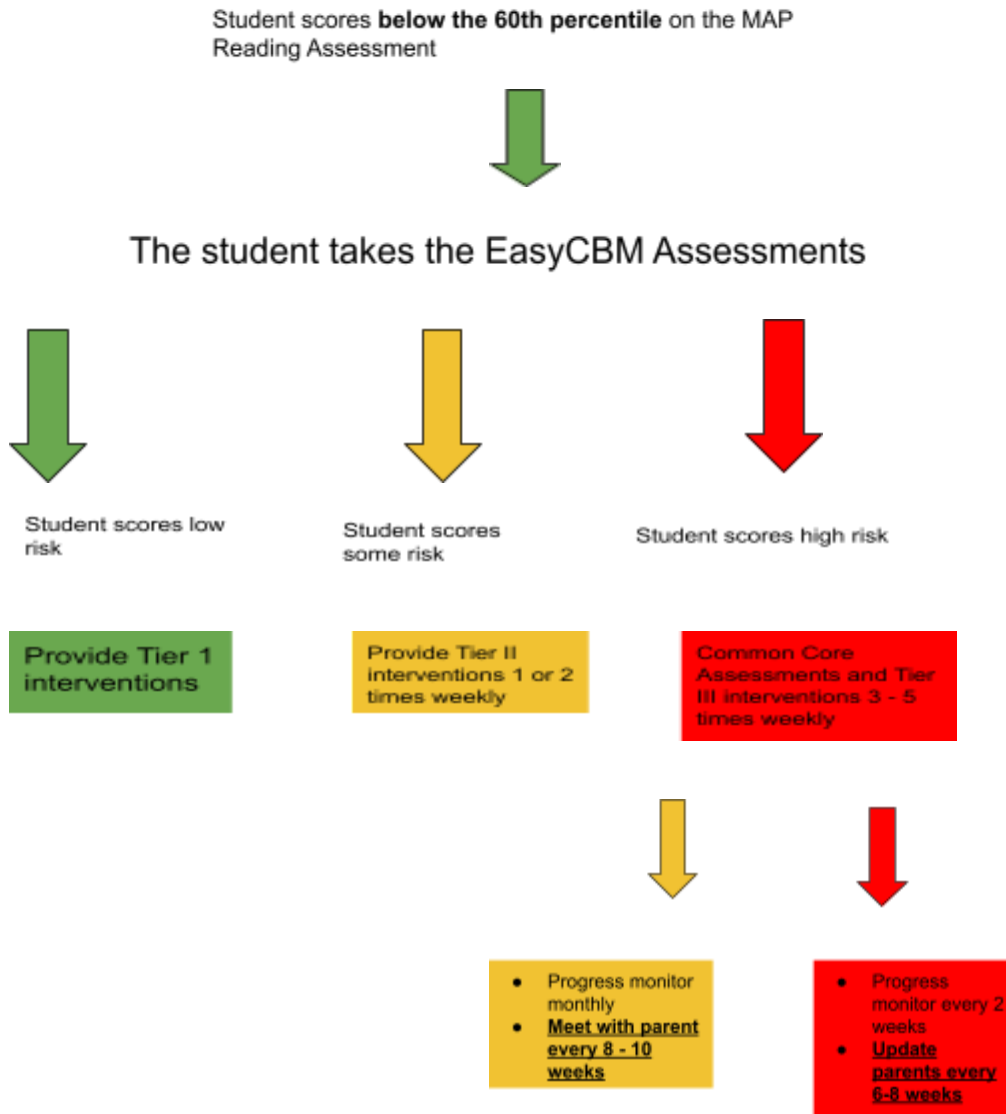 Student scores below the 60th percentile on the MAP
Reading Assessment
The student takes the EasyCBM Assessments
Student scores low
risk
Student scores
some risk
Student scores high risk
Provide Tier 1
interventions
Provide Tier II
interventions 1 or 2
times weekly
Common Core
Assessments and Tier
III interventions 3 - 5
times weekly
● Progress monitor
monthly
● Meet with parent
every 8 - 10
weeks
● Progress
monitor every 2
weeks
● Update
parents every
6-8 weeks